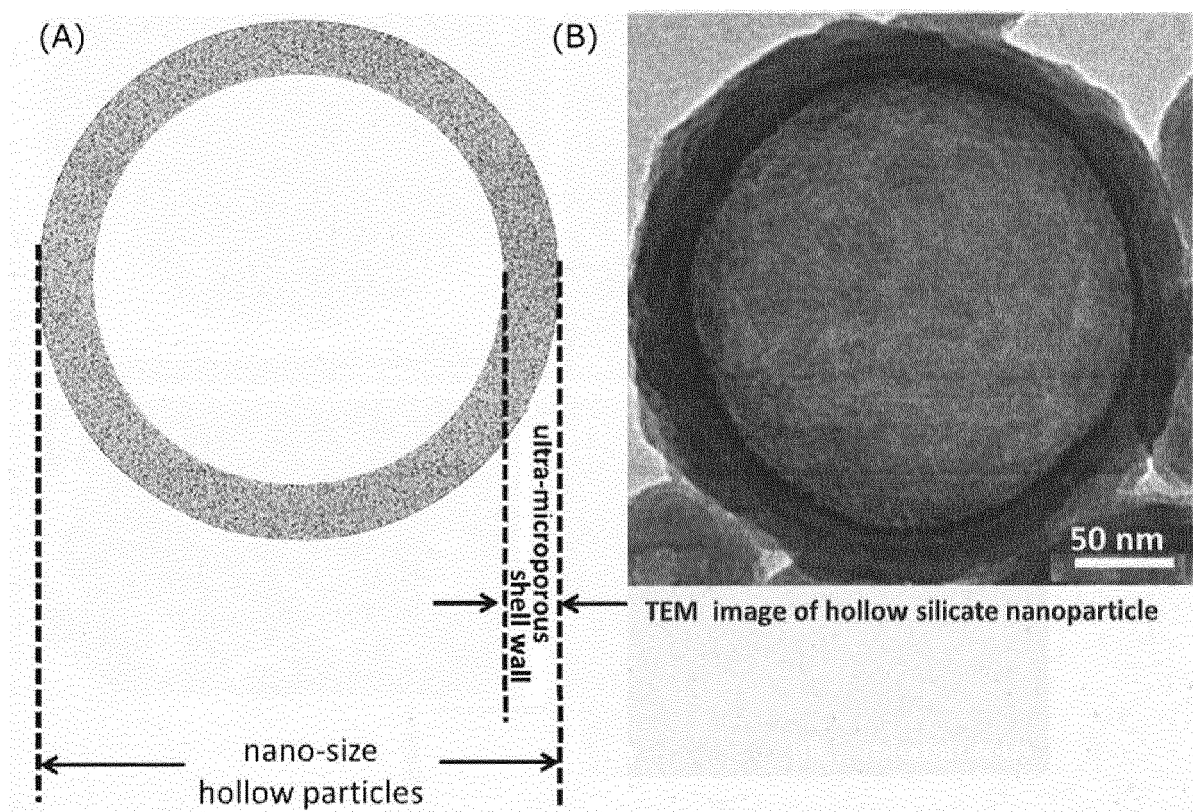 (A)
(B)
ultra-microporous
shell wall
50 nm
TEM image of hollow silicate nanoparticle
nano-size
hollow particles